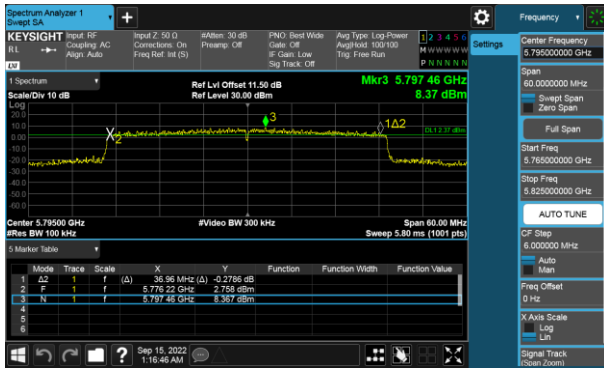 Spectrum Analyzer 1
Swept SA
+
Frequency
KEYSIGHT
RL
Input: RF
Coupling: AC
Align: Auto
Input Z: 50 Ω
Corrections: On
Freq Ref: Int (S)
#Atten: 30 dB
Preamp: Off
PNO: Best Wide
Gate: Off
IF Gain: Low
Sig Track: Off
Avg Type: Log-Power
Avg|Hold: 100/100
Trig: Free Run
1 2 3 4 5 6
M W W W W W
P N N N N N
Settings
1 Spectrum
Scale/Div 10 dB
Log
Ref Lvl Offset 11.50 dB
Ref Level 30.00 dBm
Mkr3 5.797 46 GHz
8.37 dBm
20.0
10.0
0.00
-10.0
-20.0
-30.0
-40.0
-50.0
-60.0
X2
3
1Δ2
DL1 2.37 dBm
Center 5.79500 GHz
#Res BW 100 kHz
#Video BW 300 kHz
Span 60.00 MHz
Sweep 5.80 ms (1001 pts)
5 Marker Table
Mode Trace Scale X Y Function Function Width Function Value
1 Δ2 1 f (Δ) 36.96 MHz (Δ) -0.2786 dB
2 F 1 f 5.776 22 GHz 2.758 dBm
3 N 1 f 5.797 46 GHz 8.367 dBm
4
5
6
?
Sep 15, 2022
1:16:46 AM
Center Frequency
5.795000000 GHz
Span
60.0000000 MHz
Swept Span
Zero Span
Full Span
Start Freq
5.765000000 GHz
Stop Freq
5.825000000 GHz
AUTO TUNE
CF Step
6.000000 MHz
Auto
Man
Freq Offset
0 Hz
X Axis Scale
Log
Lin
Signal Track
(Span Zoom)